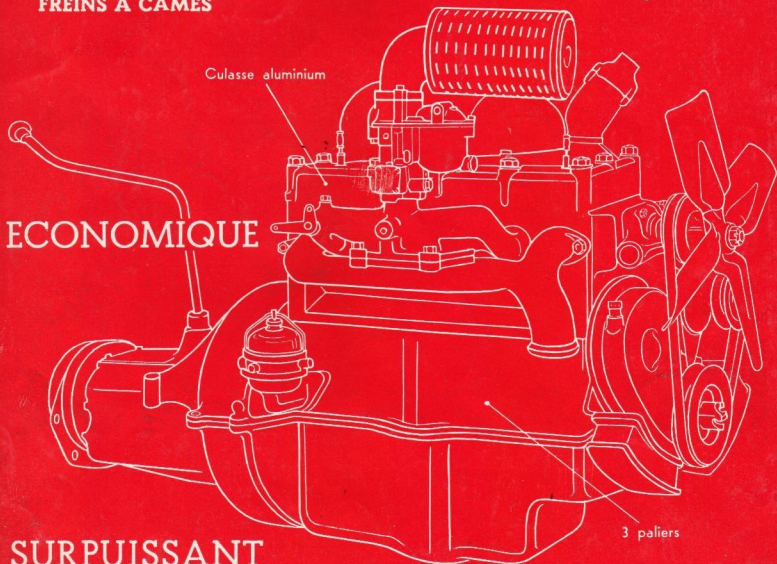 FREINS A CAMES
Culasse aluminium
ECONOMIQUE
3 paliers
SURPUISSANT